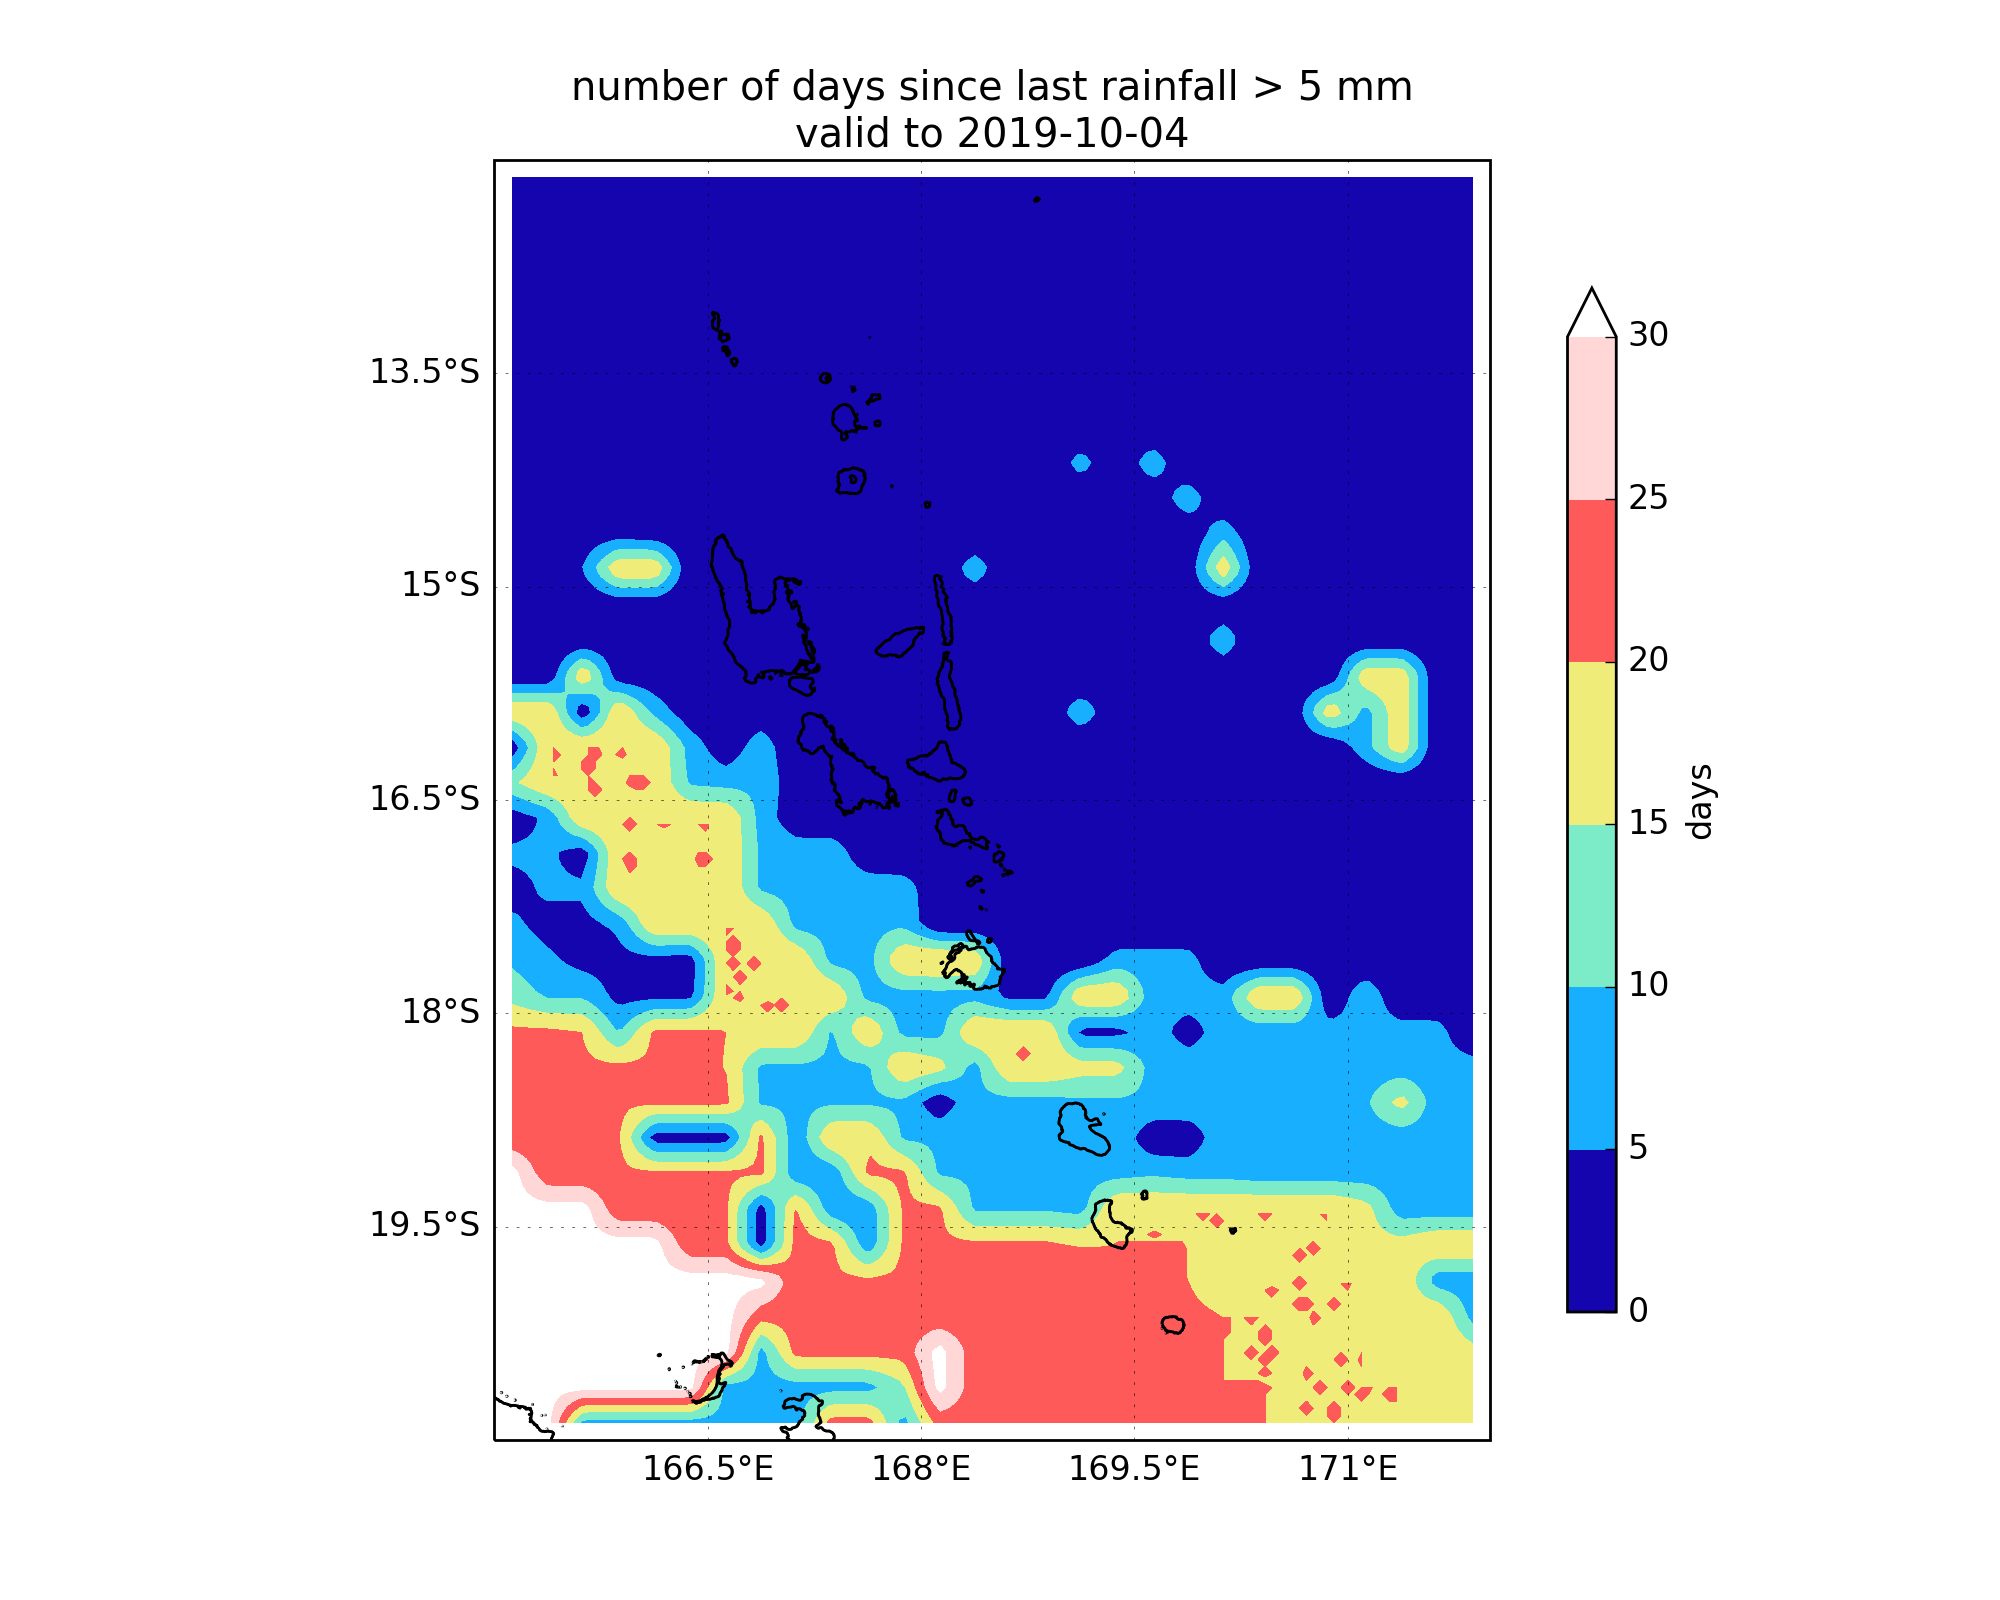 number of days since last rainfall > 5 mm
valid to 2019-10-04
13.5°S
15°S
16.5°S
18°S
19.5°S
166.5°E
168°E
169.5°E
171°E
30
25
20
15
10
5
0
days